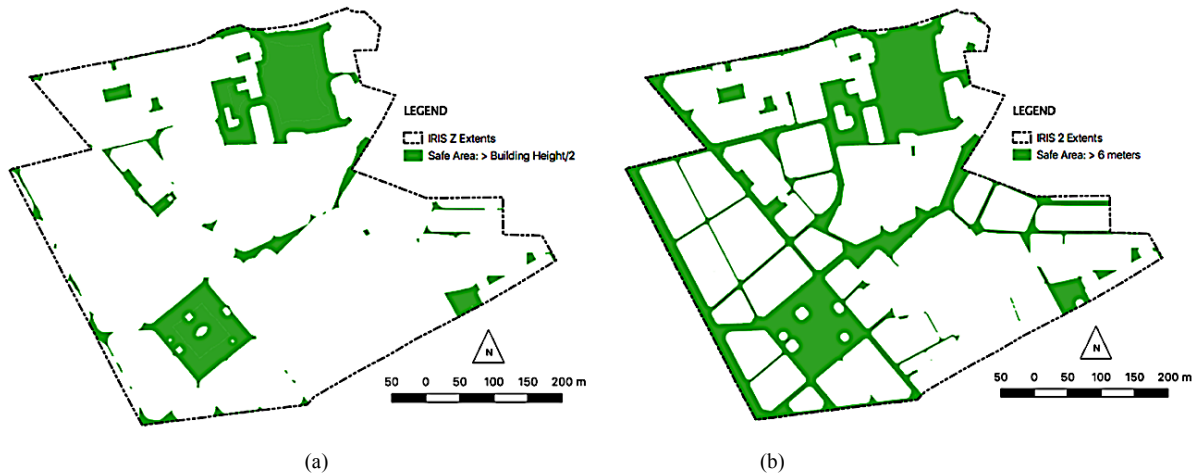 LEGEND
IRIS Z Extents
Safe Area: > Building Height/2
N
50 0 50 100 150 200 m
(a)
LEGEND
IRIS 2 Extents
Safe Area: > 6 meters
N
50 0 50 100 150 200 m
(b)